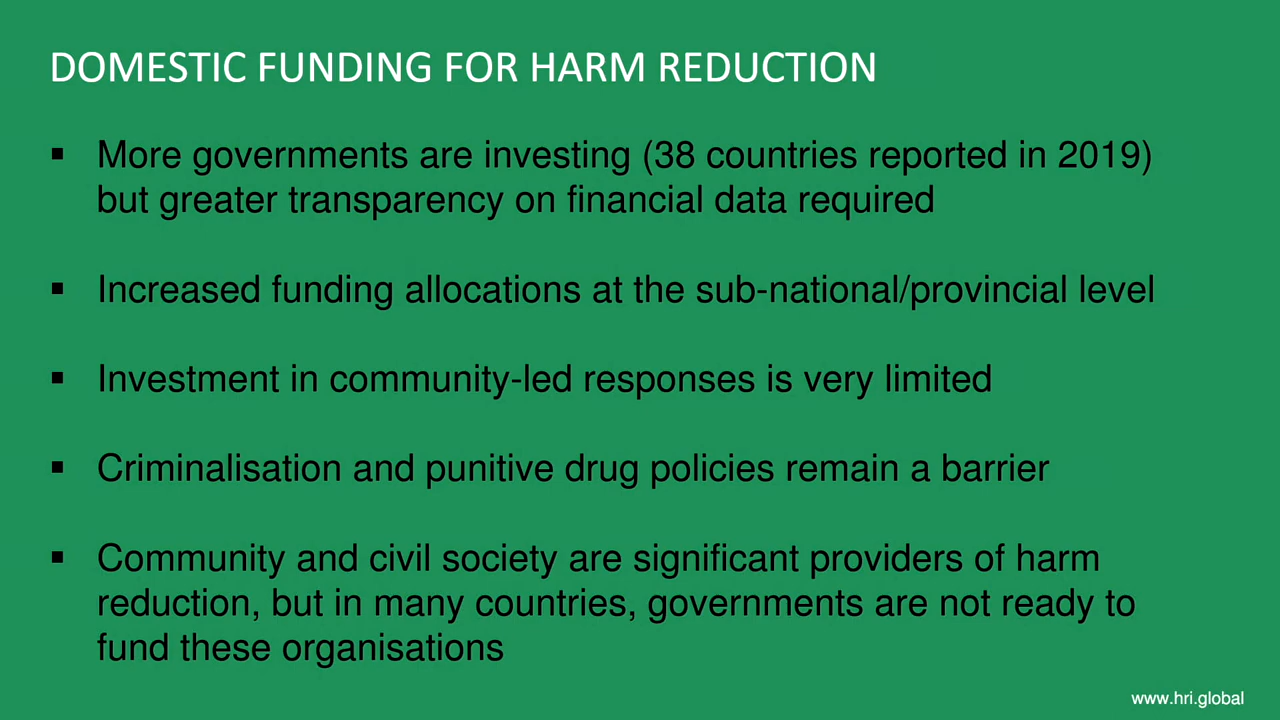 DOMESTIC FUNDING FOR HARM REDUCTION
▪ More governments are investing (38 countries reported in 2019)
but greater transparency on financial data required
▪ Increased funding allocations at the sub-national/provincial level
▪ Investment in community-led responses is very limited
▪ Criminalisation and punitive drug policies remain a barrier
▪ Community and civil society are significant providers of harm
reduction, but in many countries, governments are not ready to
fund these organisations
www.hri.global